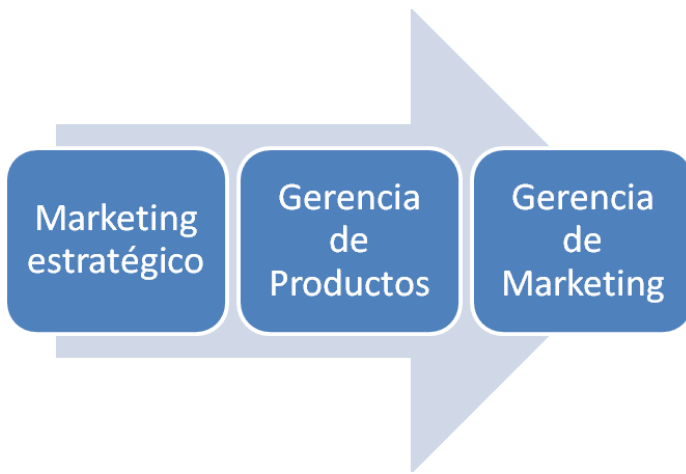 Marketing
estratégico
Gerencia
de
Productos
Gerencia
de
Marketing